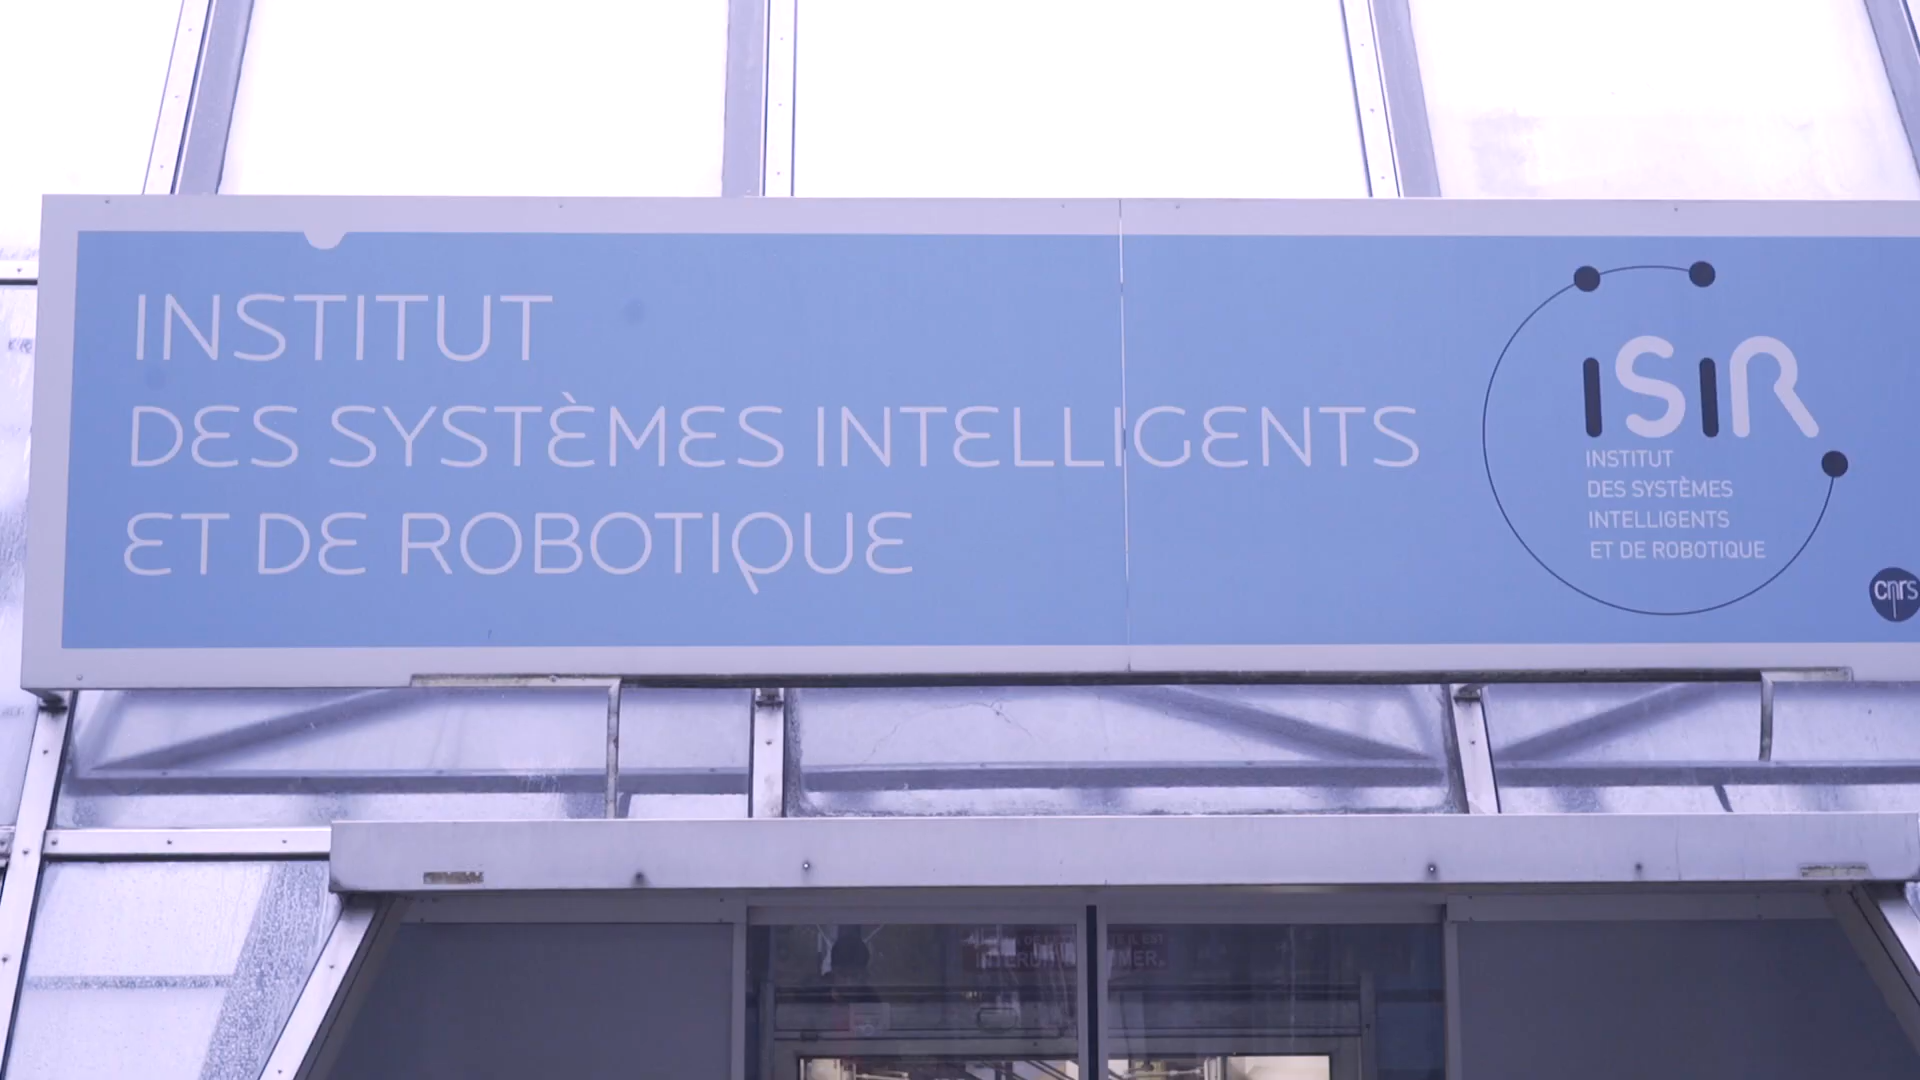 INSTITUT
DES SYSTÈMES INTELLIGENTS
ET DE ROBOTIQUE
ISIR
INSTITUT
DES SYSTÈMES
INTELLIGENTS
ET DE ROBOTIQUE
cnrs